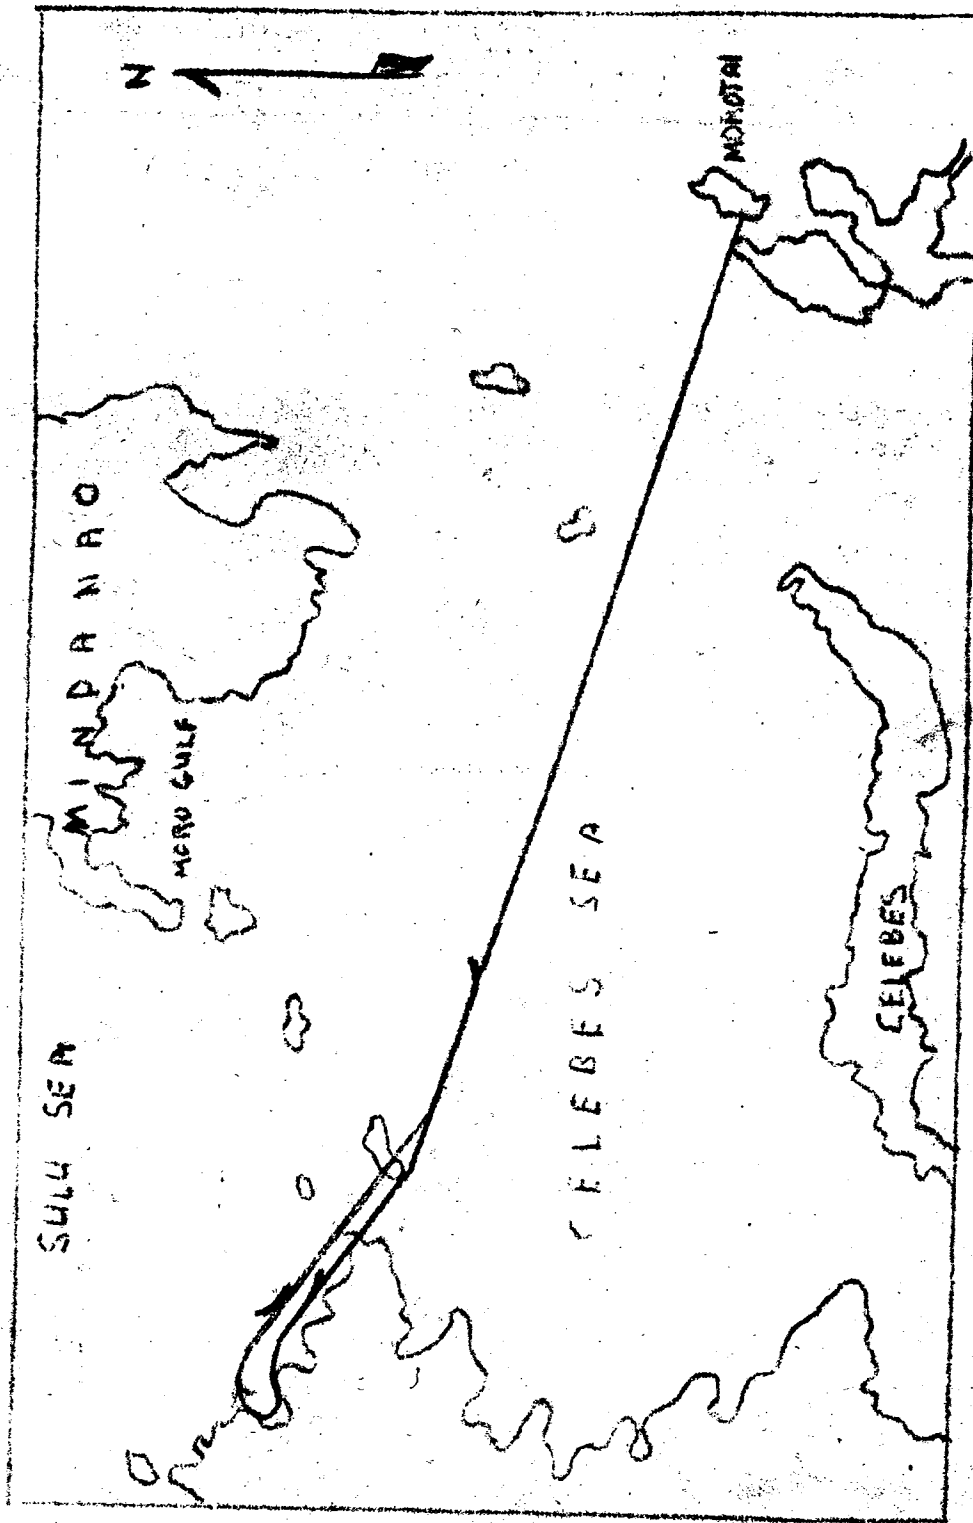 N
MOROTAI
MINDANAO
MORO GULF
SULU SEA
CELEBES SEA
CELEBES